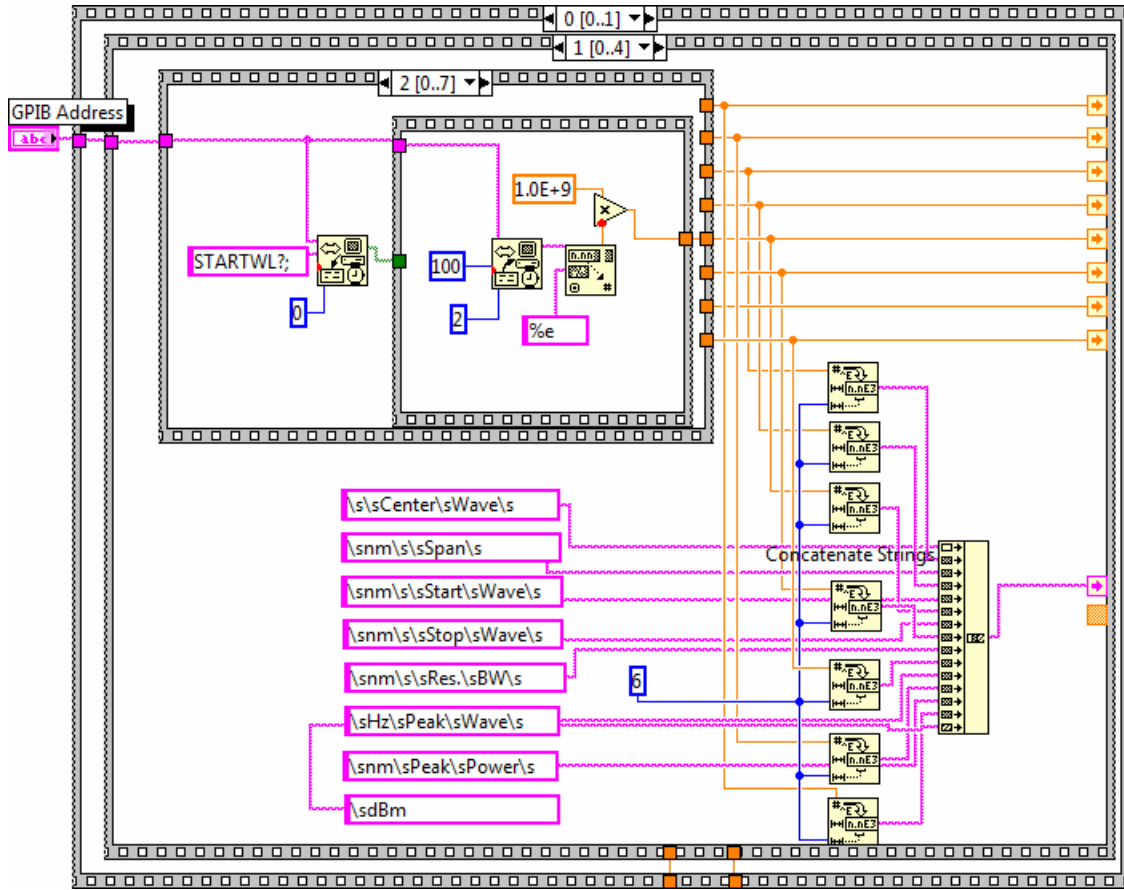 0 [0..1]
1 [0..4]
2 [0..7]
GPIB Address
abc
1.0E+9
STARTWL?;
100
0
2
%e
\s\sCenter\sWave\s
\snm\s\sSpan\s
Concatenate Strings
\snm\s\sStart\sWave\s
\snm\s\sStop\sWave\s
\snm\s\sRes.\sBW\s
6
\sHz\sPeak\sWave\s
\snm\sPeak\sPower\s
\sdBm